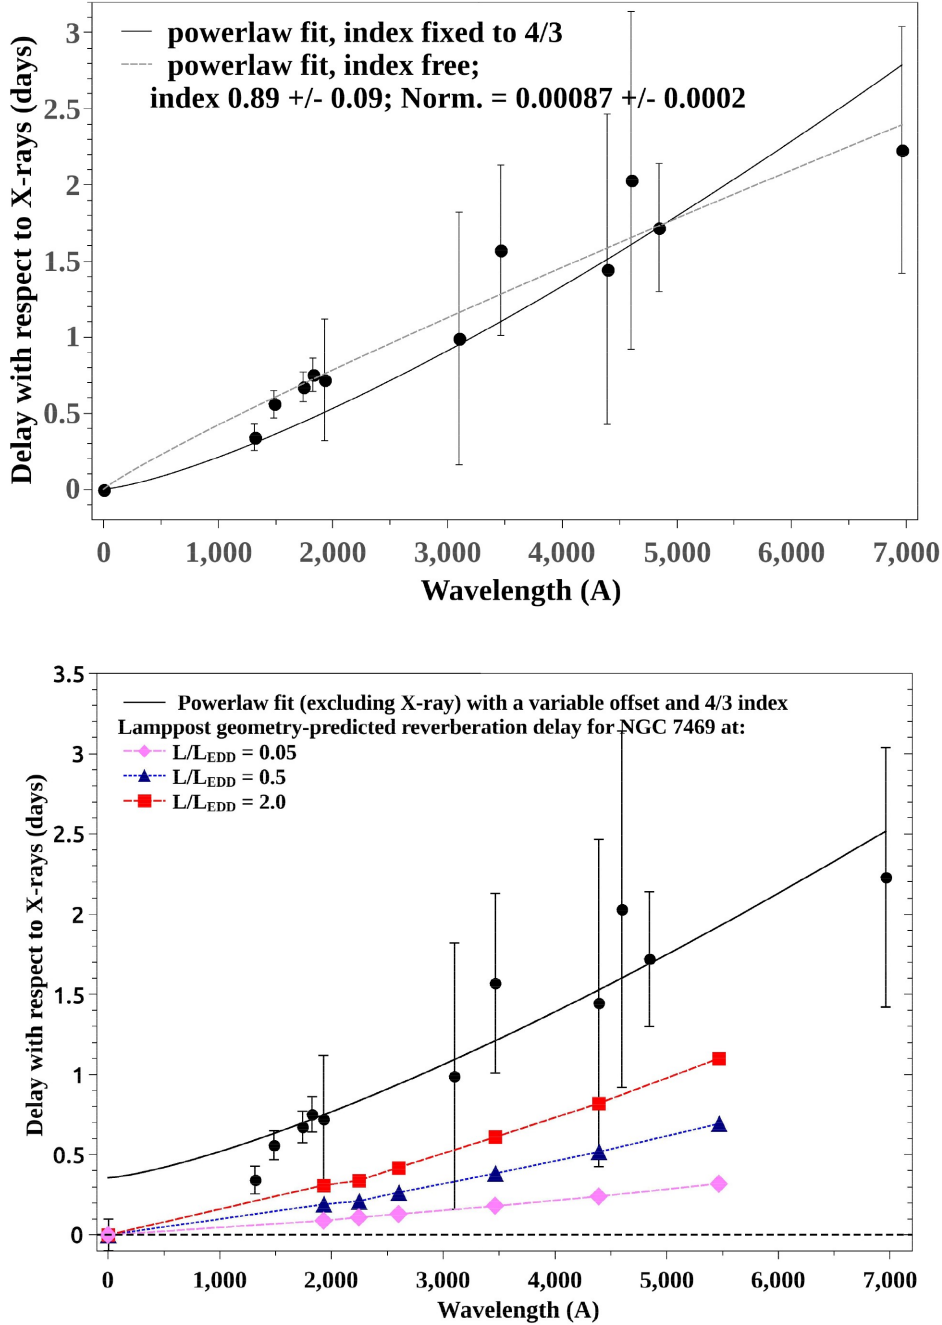 powerlaw fit, index fixed to 4/3
powerlaw fit, index free;
index 0.89 +/- 0.09; Norm. = 0.00087 +/- 0.0002
Delay with respect to X-rays (days)
3
2.5
2
1.5
1
0.5
0
0 1,000 2,000 3,000 4,000 5,000 6,000 7,000
Wavelength (A)
Powerlaw fit (excluding X-ray) with a variable offset and 4/3 index
Lamppost geometry-predicted reverberation delay for NGC 7469 at:
L/LEDD = 0.05
L/LEDD = 0.5
L/LEDD = 2.0
Delay with respect to X-rays (days)
3.5
3
2.5
2
1.5
1
0.5
0
0 1,000 2,000 3,000 4,000 5,000 6,000 7,000
Wavelength (A)